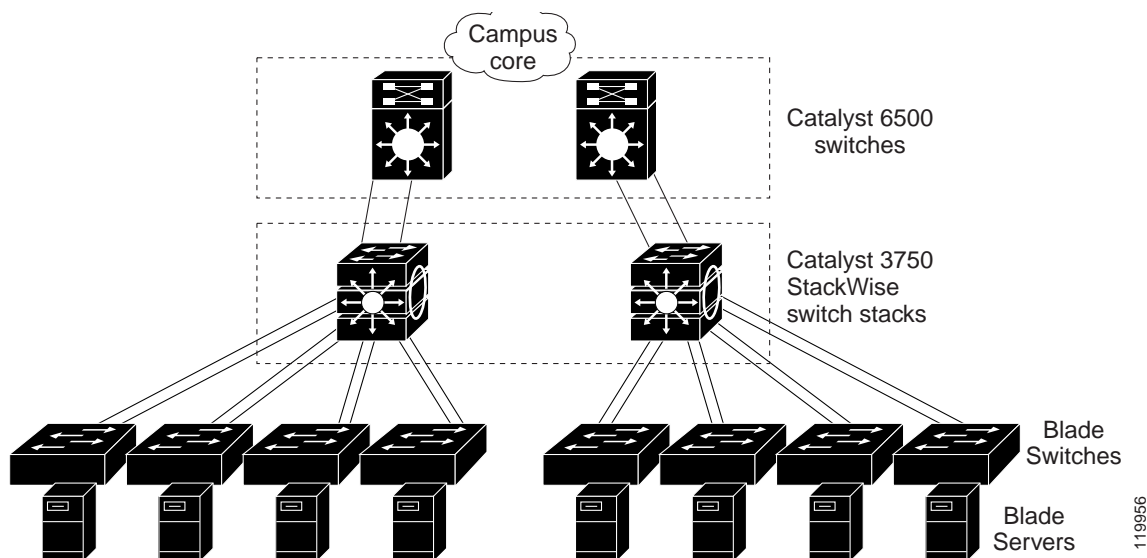 Campus
core
Catalyst 6500
switches
Catalyst 3750
StackWise
switch stacks
Blade
Switches
Blade
Servers
119956